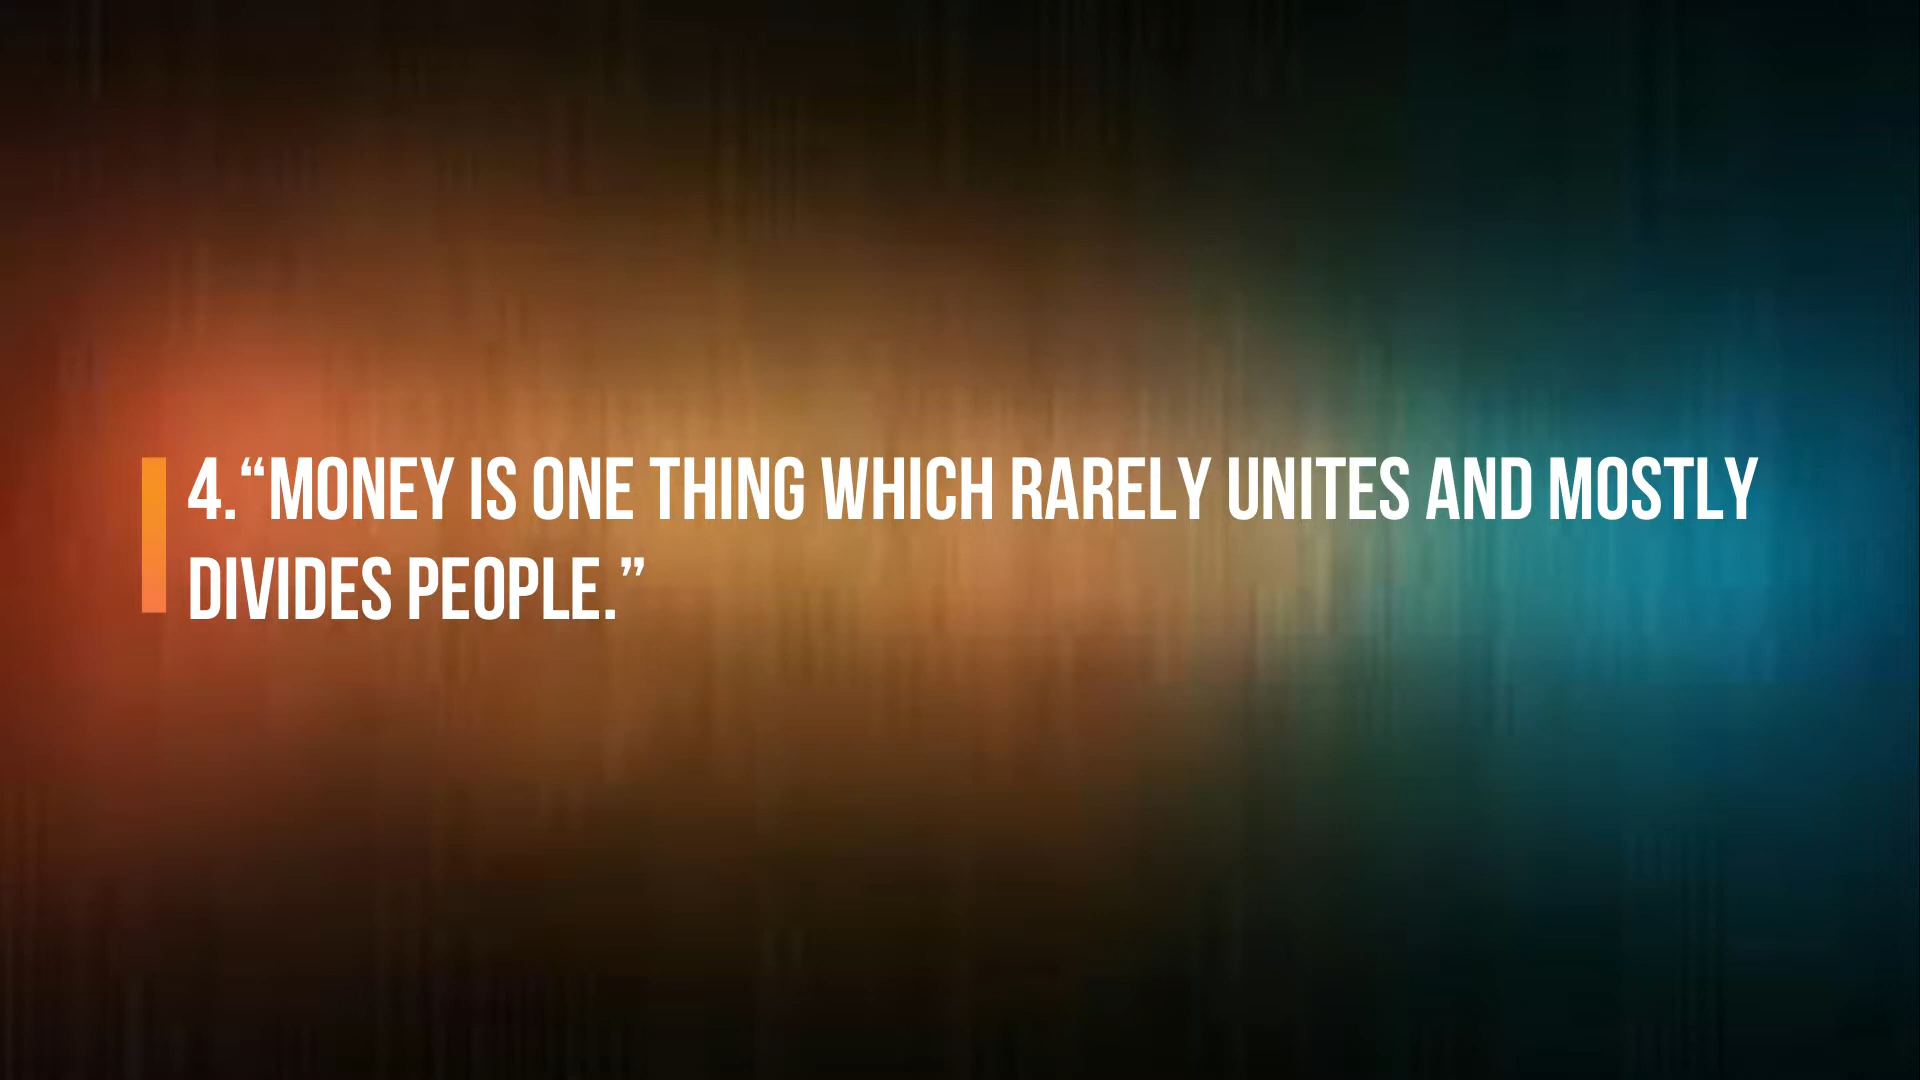 4.“MONEY IS ONE THING WHICH RARELY UNITES AND MOSTLY
DIVIDES PEOPLE.”